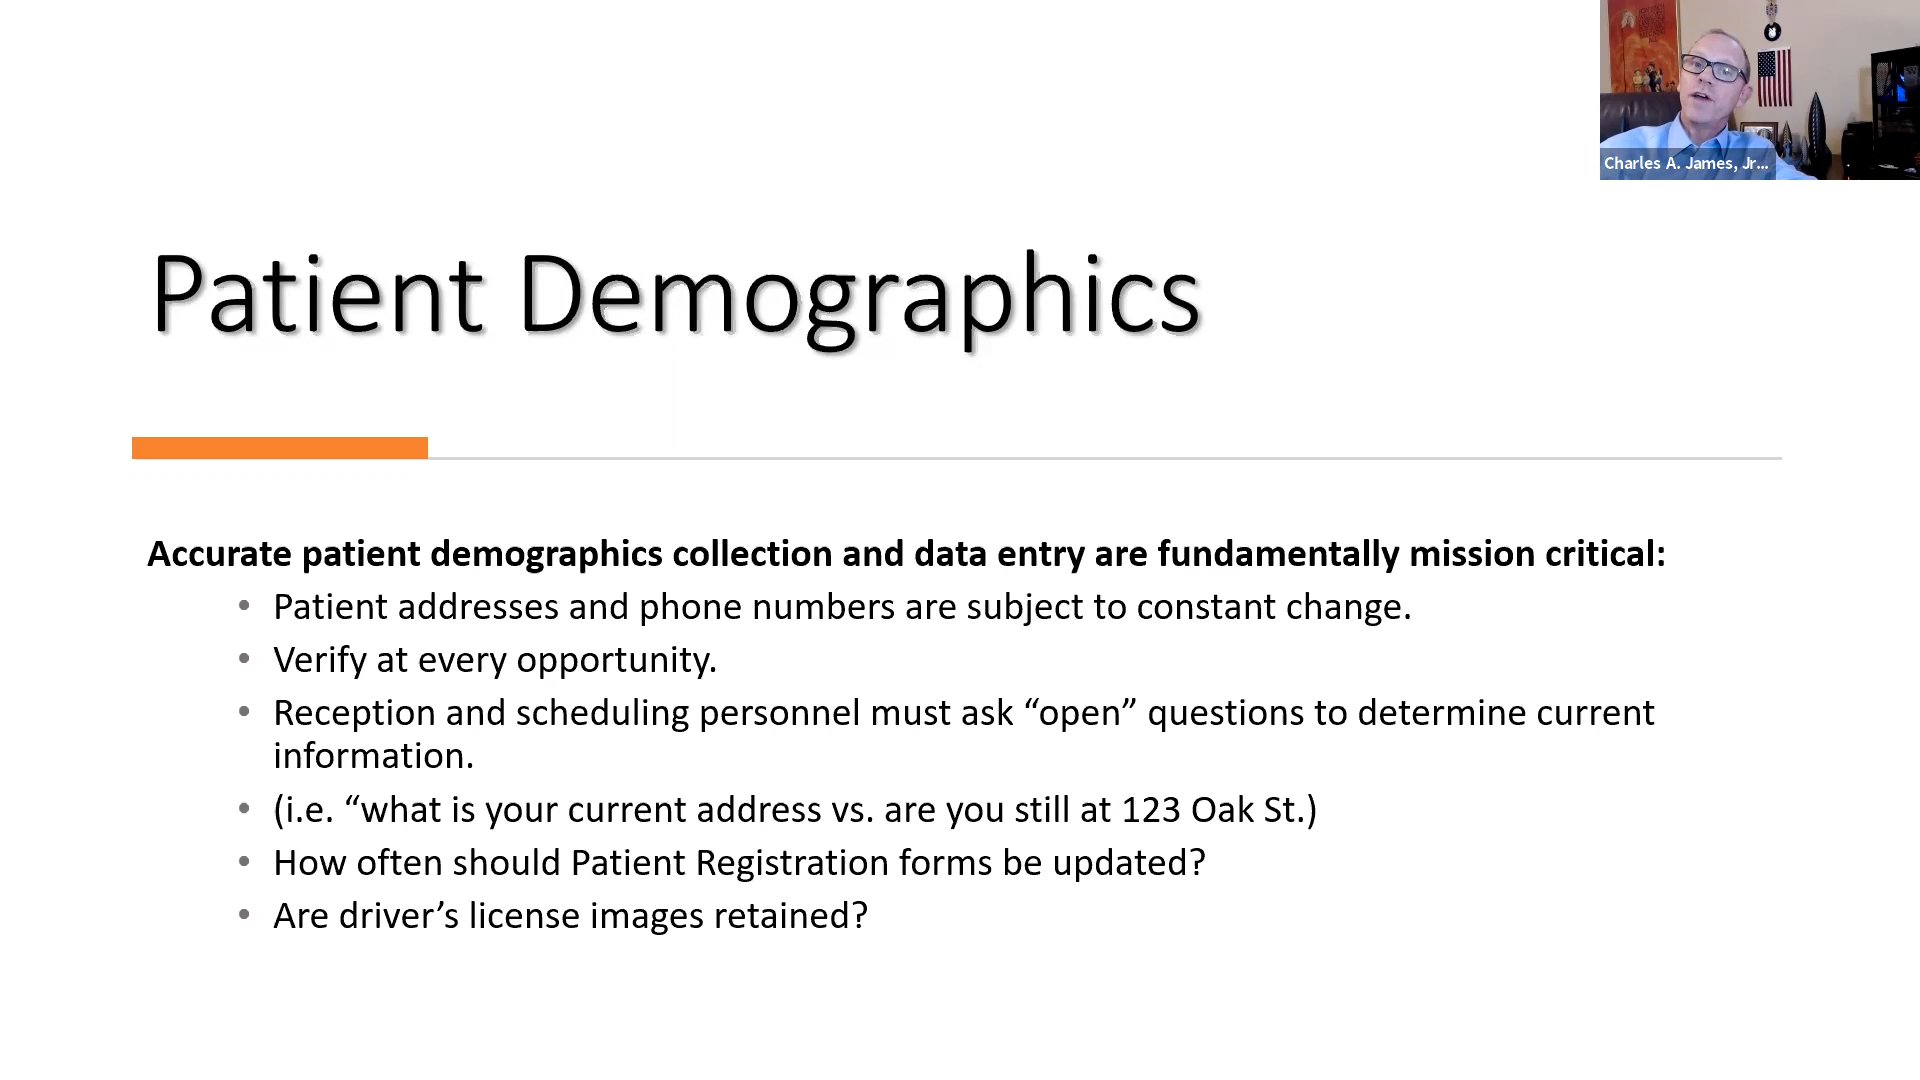 Charles A. James, Jr...
Patient Demographics
Accurate patient demographics collection and data entry are fundamentally mission critical:
• Patient addresses and phone numbers are subject to constant change.
• Verify at every opportunity.
• Reception and scheduling personnel must ask “open” questions to determine current
information.
• (i.e. “what is your current address vs. are you still at 123 Oak St.)
• How often should Patient Registration forms be updated?
• Are driver’s license images retained?